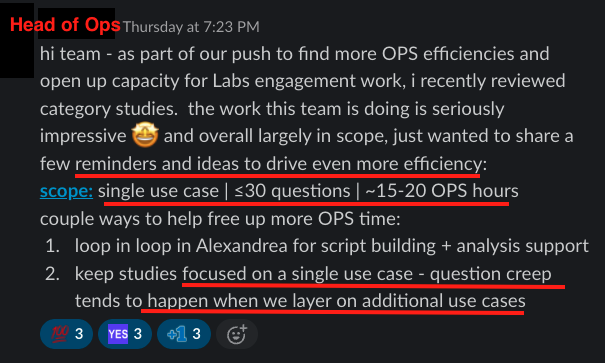 Head of Ops Thursday at 7:23 PM
hi team - as part of our push to find more OPS efficiencies and
open up capacity for Labs engagement work, i recently reviewed
category studies.  the work this team is doing is seriously
impressive 🤩 and overall largely in scope, just wanted to share a
few reminders and ideas to drive even more efficiency:
scope: single use case | ≤30 questions | ~15-20 OPS hours
couple ways to help free up more OPS time:
1. loop in loop in Alexandrea for script building + analysis support
2. keep studies focused on a single use case - question creep
tends to happen when we layer on additional use cases
💯 3 YES 3 +1 3